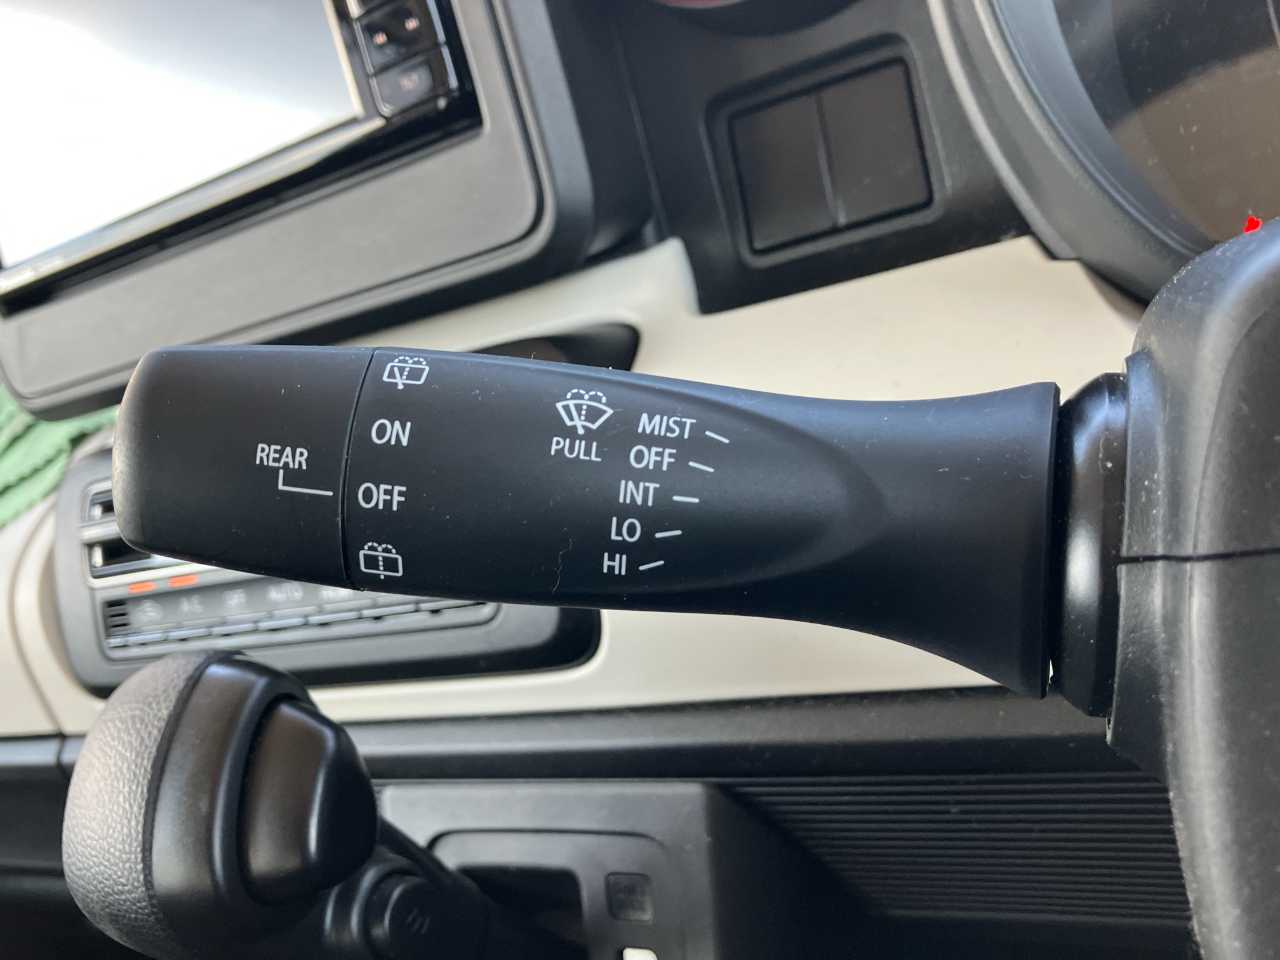 REAR
ON
OFF
PULL
MIST
OFF
INT
LO
HI